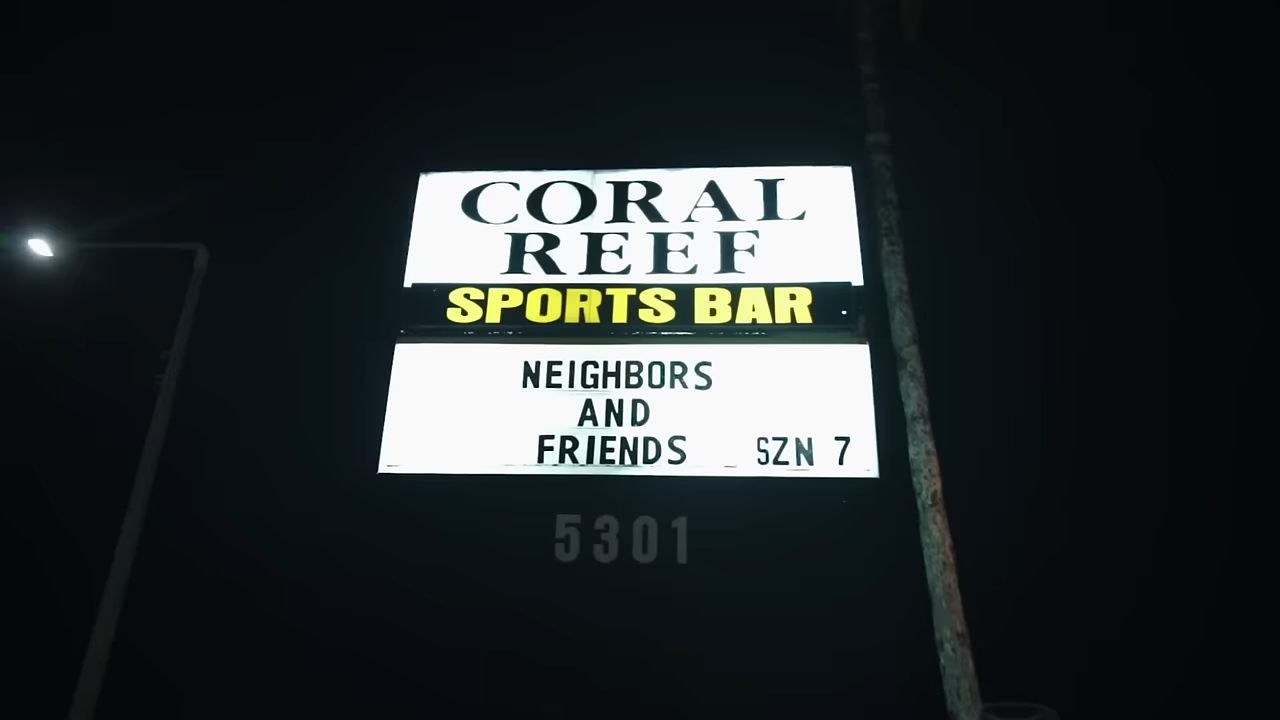 CORAL
REEF
SPORTS BAR
NEIGHBORS
AND
FRIENDS SZN 7
5301